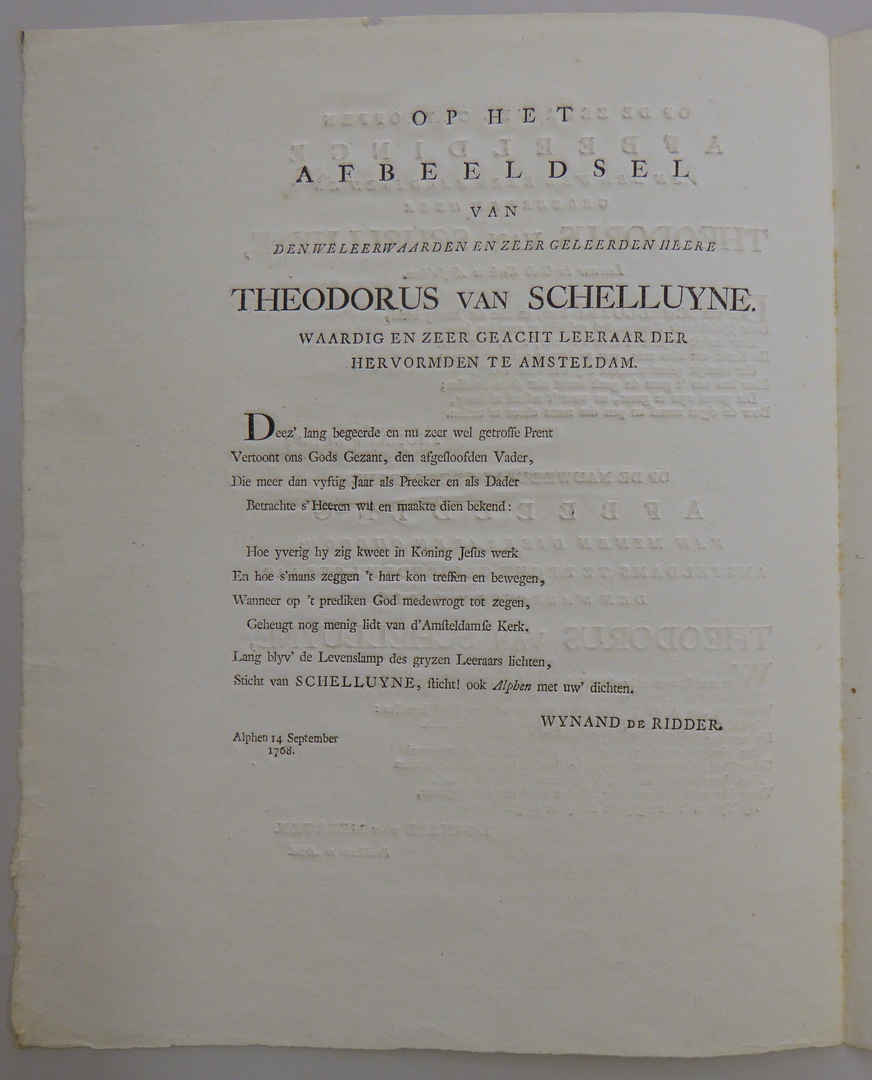 OP HET
AFBEELDSEL
VAN
DEN WELEERWAARDEN EN ZEER GELEERDEN HEERE
THEODORUS VAN SCHELLUYNE.
WAARDIG EN ZEER GEACHT LEERAAR DER
HERVORMDEN TE AMSTELDAM.
Deez' lang begeerde en nu zeer wel getroffe Prent
Vertoont ons Gods Gezant, den afgesloofden Vader,
Die meer dan vyftig Jaar als Preeker en als Dader
Betrachte s'Heeren wil en maakte dien bekend:
Hoe yverig hy zig kweet in Koning Jesus werk
En hoe s'mans zeggen 't hart kon treffen en bewegen,
Wanneer op 't prediken God medewrogt tot zegen,
Geheugt nog menig lidt van d'Amsteldamse Kerk.
Lang blyv' de Levenslamp des gryzen Leeraars lichten,
Sticht van SCHELLUYNE, sticht! ook Alphen met uw' dichten.
WYNAND DE RIDDER.
Alphen 14 September
1768.